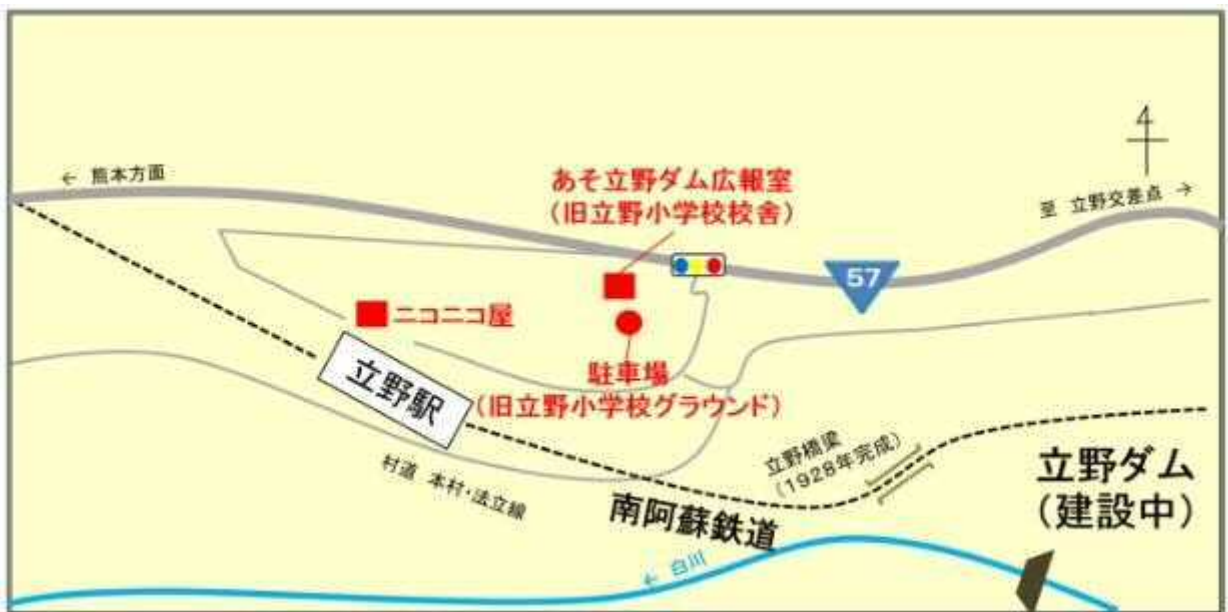 ← 熊本方面
あそ立野ダム広報室
(旧立野小学校校舎)
至 立野交差点 →
57
ニコニコ屋
立野駅
駐車場
(旧立野小学校グラウンド)
村道 本村・法立線
立野橋梁
(1928年完成)
南阿蘇鉄道
立野ダム
(建設中)
← 白川